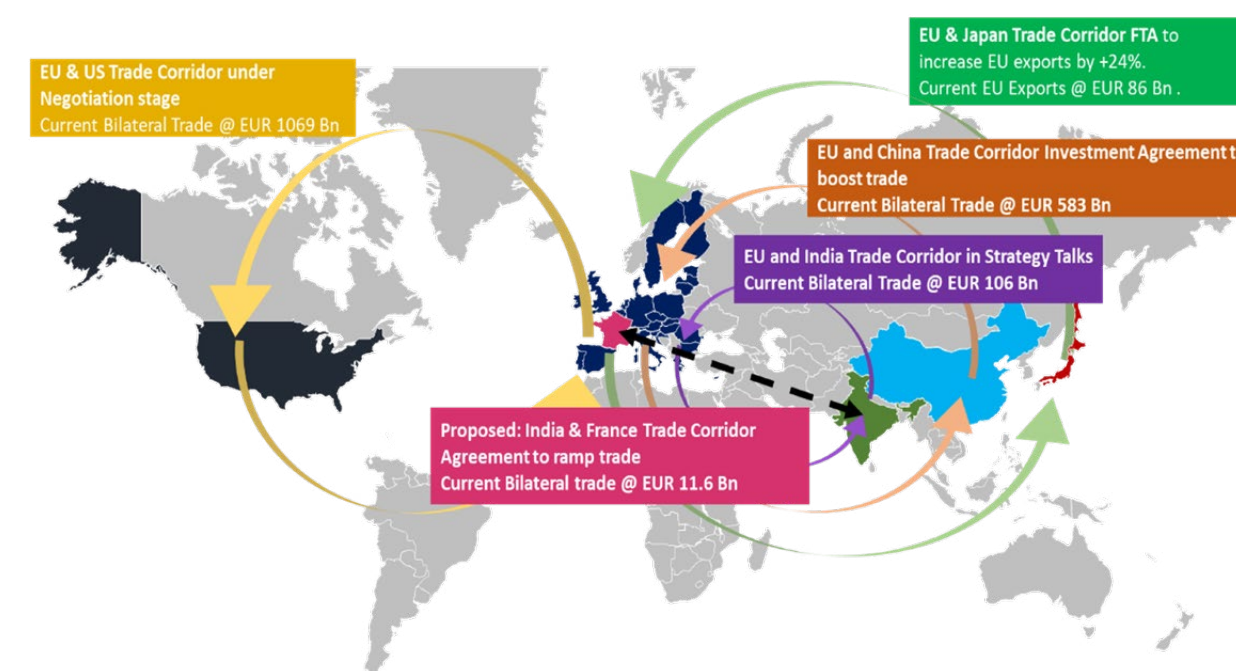 EU & Japan Trade Corridor FTA to
increase EU exports by +24%.
Current EU Exports @ EUR 86 Bn .
EU & US Trade Corridor under
Negotiation stage
Current Bilateral Trade @ EUR 1069 Bn
EU and China Trade Corridor Investment Agreement t
boost trade
Current Bilateral Trade @ EUR 583 Bn
EU and India Trade Corridor in Strategy Talks
Current Bilateral Trade @ EUR 106 Bn
Proposed: India & France Trade Corridor
Agreement to ramp trade
Current Bilateral trade @ EUR 11.6 Bn